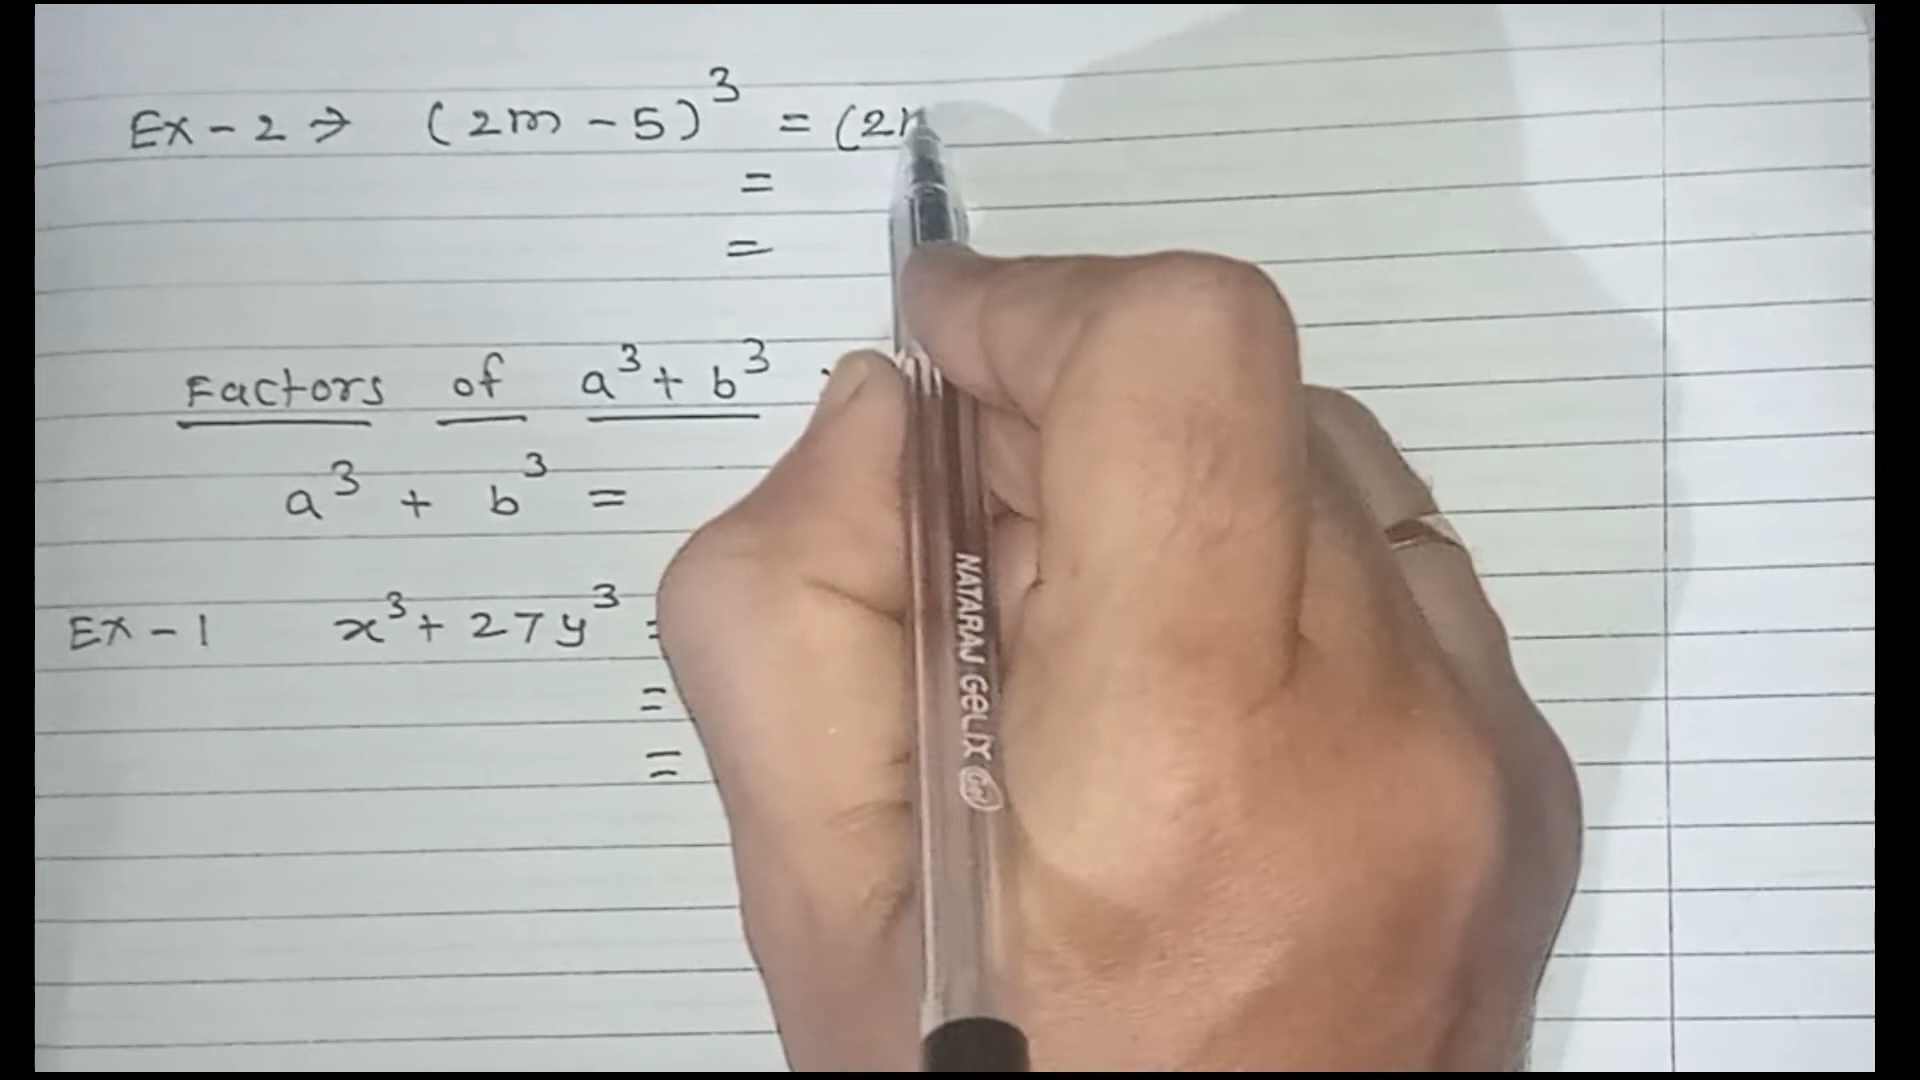 Ex - 2 → (2m - 5)³ = (2
=
=
Factors of a³ + b³
a³ + b³ =
Ex - 1 x³ + 27y³ =
=
=
NATARAJ GELIX